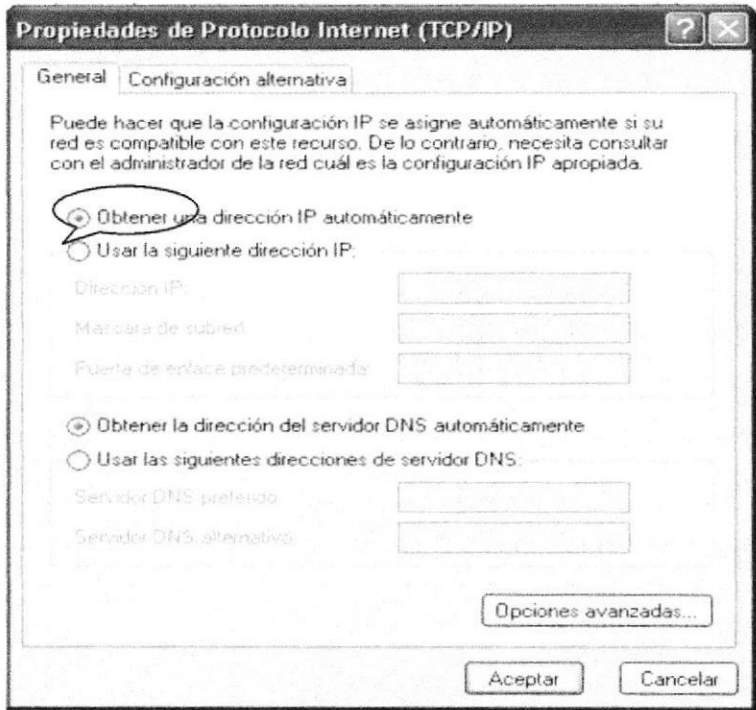 Propiedades de Protocolo Internet (TCP/IP)
General
Configuración alternativa
Puede hacer que la configuración IP se asigne automáticamente si su
red es compatible con este recurso. De lo contrario, necesita consultar
con el administrador de la red cuál es la configuración IP apropiada.
Obtener una dirección IP automáticamente
Usar la siguiente dirección IP:
Dirección IP:
Máscara de subred:
Puerta de enlace predeterminada:
Obtener la dirección del servidor DNS automáticamente
Usar las siguientes direcciones de servidor DNS:
Servidor DNS preferido:
Servidor DNS alternativo:
Opciones avanzadas...
Aceptar
Cancelar